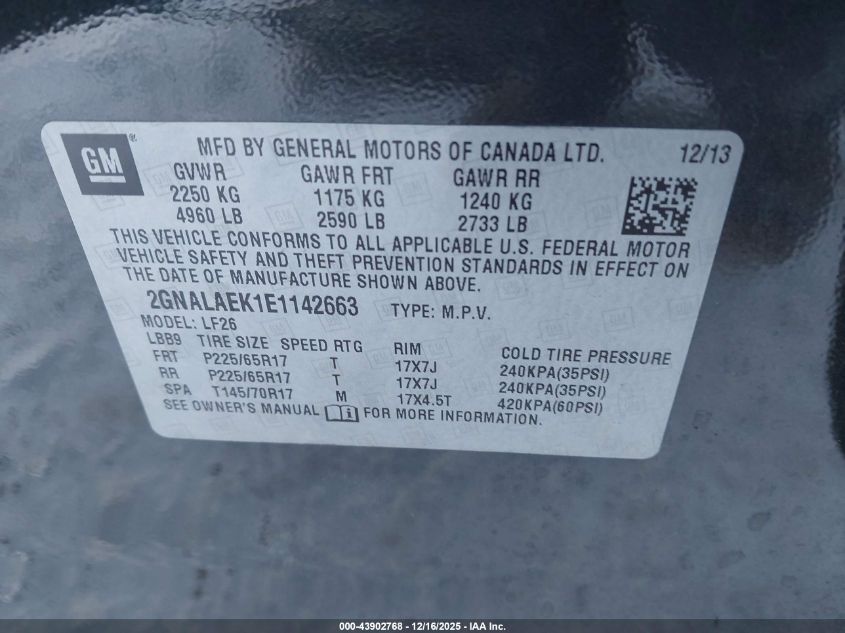 GM ® MFD BY GENERAL MOTORS OF CANADA LTD. 12/13
GVWR GAWR FRT GAWR RR
2250 KG 1175 KG 1240 KG
4960 LB 2590 LB 2733 LB
THIS VEHICLE CONFORMS TO ALL APPLICABLE U.S. FEDERAL MOTOR
VEHICLE SAFETY AND THEFT PREVENTION STANDARDS IN EFFECT ON
THE DATE OF MANUFACTURE SHOWN ABOVE.
2GNALAEK1E1142663 TYPE: M.P.V.
MODEL: LF26
LBB9 TIRE SIZE SPEED RTG RIM COLD TIRE PRESSURE
FRT P225/65R17 T 17X7J 240KPA(35PSI)
RR P225/65R17 T 17X7J 240KPA(35PSI)
SPA T145/70R17 M 17X4.5T 420KPA(60PSI)
SEE OWNER'S MANUAL i FOR MORE INFORMATION.
000-43902768 - 12/16/2025 - IAA Inc.